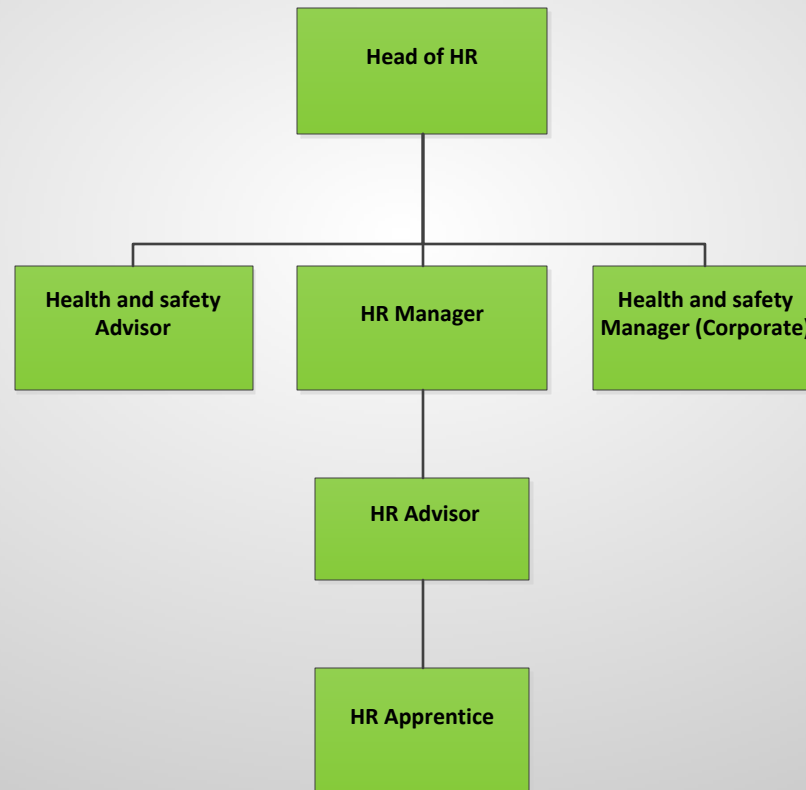 Head of HR
Health and safety
Advisor
HR Manager
Health and safety
Manager (Corporate)
HR Advisor
HR Apprentice